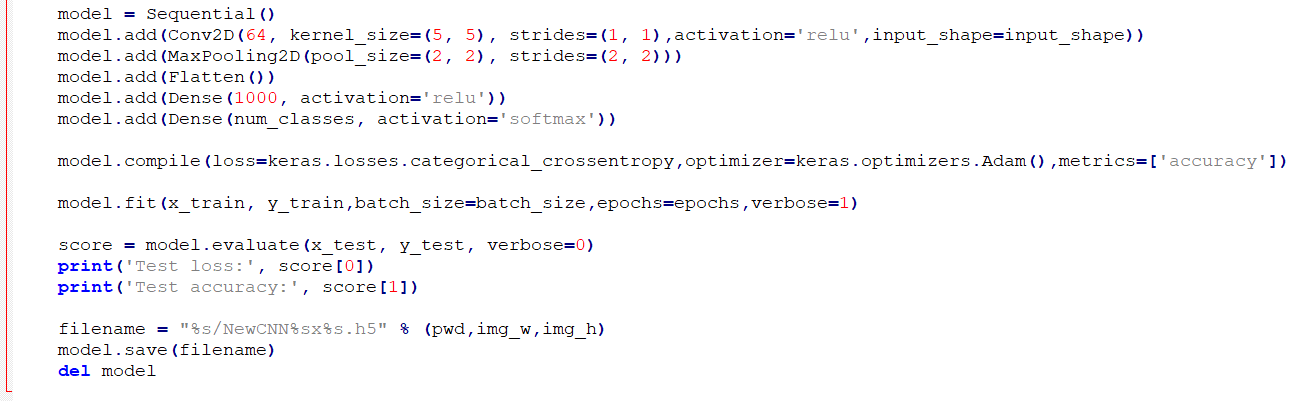 model = Sequential()
model.add(Conv2D(64, kernel_size=(5, 5), strides=(1, 1),activation='relu',input_shape=input_shape))
model.add(MaxPooling2D(pool_size=(2, 2), strides=(2, 2)))
model.add(Flatten())
model.add(Dense(1000, activation='relu'))
model.add(Dense(num_classes, activation='softmax'))
model.compile(loss=keras.losses.categorical_crossentropy,optimizer=keras.optimizers.Adam(),metrics=['accuracy'])
model.fit(x_train, y_train,batch_size=batch_size,epochs=epochs,verbose=1)
score = model.evaluate(x_test, y_test, verbose=0)
print('Test loss:', score[0])
print('Test accuracy:', score[1])
filename = "%s/NewCNN%sx%s.h5" % (pwd,img_w,img_h)
model.save(filename)
del model